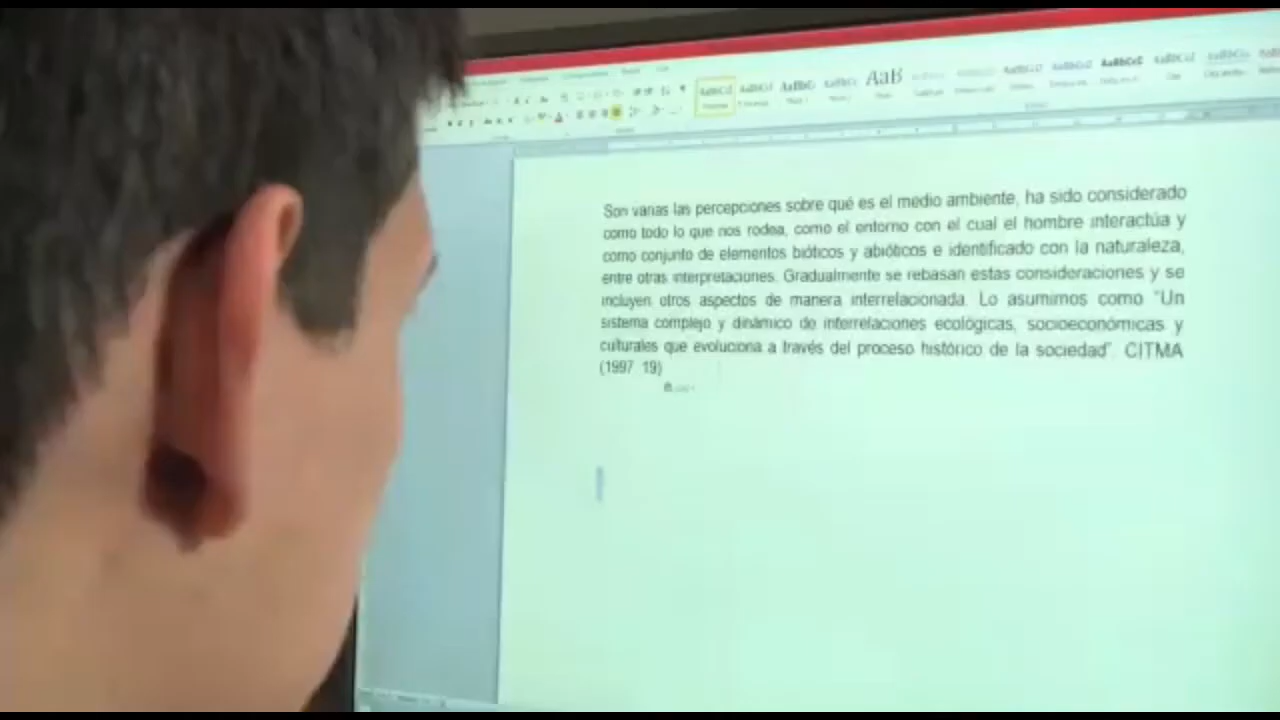 AaB
Son varias las percepciones sobre qué es el medio ambiente, ha sido considerado
como todo lo que nos rodea, como el entorno con el cual el hombre interactúa y
como conjunto de elementos bióticos y abióticos e identificado con la naturaleza,
entre otras interpretaciones. Gradualmente se rebasan estas consideraciones y se
incluyen otros aspectos de manera interrelacionada. Lo asumimos como "Un
sistema complejo y dinámico de interrelaciones ecológicas, socioeconómicas y
culturales que evoluciona a través del proceso histórico de la sociedad". CITMA
(1997 19)